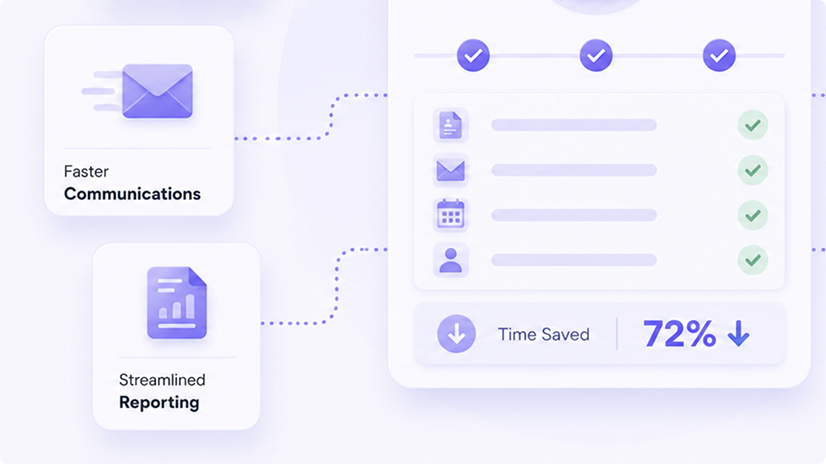 Faster
Communications
Streamlined
Reporting
Time Saved
72%